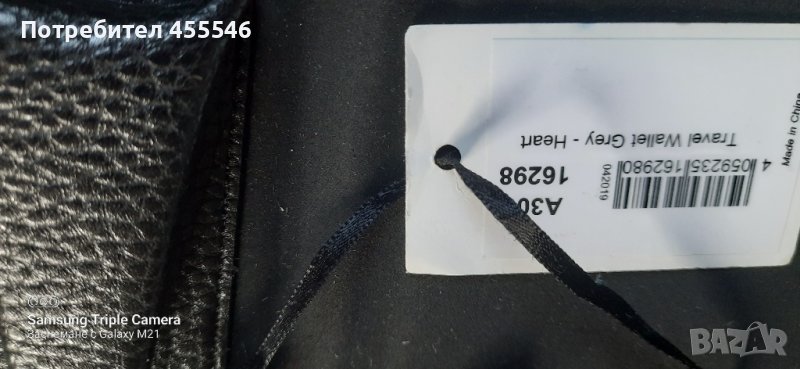 Потребител 455546
Made in China
Travel Wallet Grey - Heart
4 059235 162980
042019
A30
16298
Samsung Triple Camera
Заснемане с Galaxy M21
BAZAR